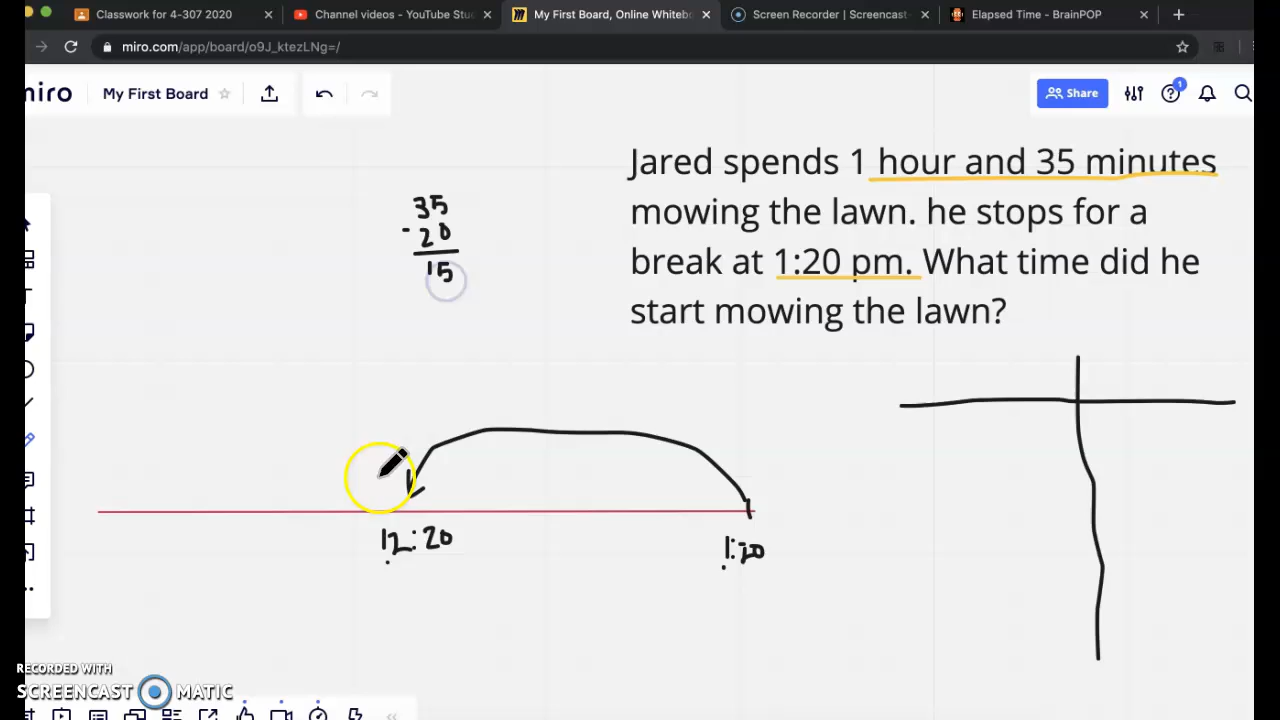 Classwork for 4-307 2020
Channel videos - YouTube Stu
My First Board, Online Whitebo
Screen Recorder | Screencast-
Elapsed Time - BrainPOP
miro.com/app/board/o9J_ktezLNg=/
miro
My First Board
Share
1
Jared spends 1 hour and 35 minutes
mowing the lawn. he stops for a
break at 1:20 pm. What time did he
start mowing the lawn?
35
- 20
15
12:20
1:20
RECORDED WITH
SCREENCAST MATIC